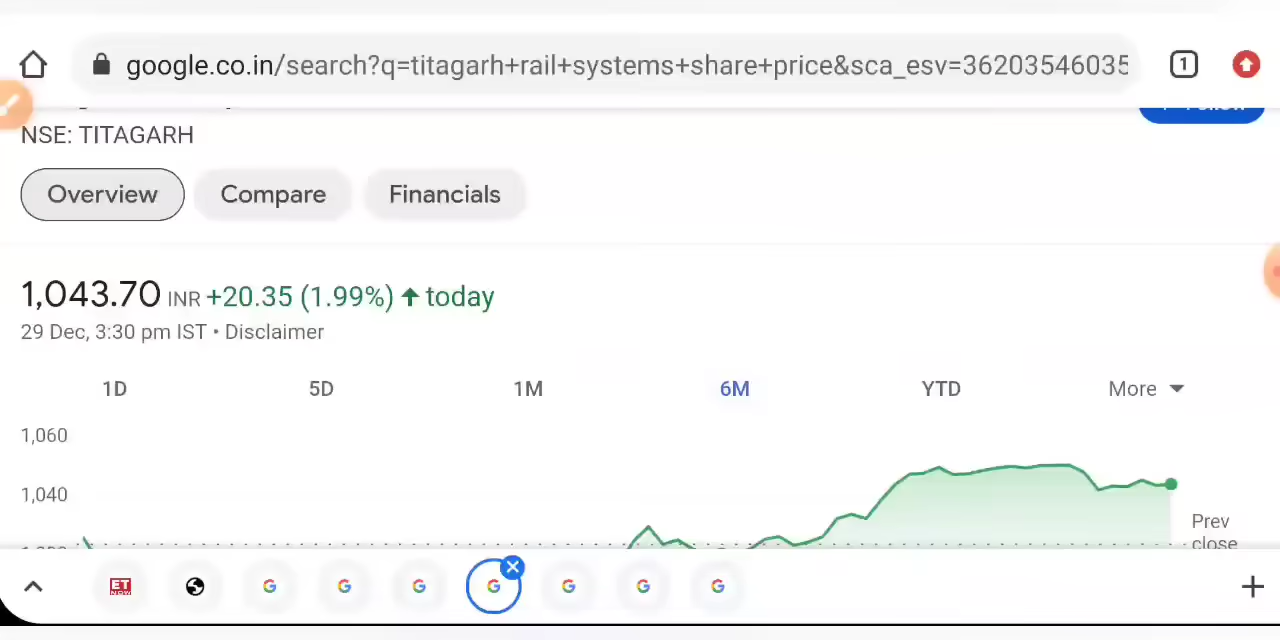 google.co.in/search?q=titagarh+rail+systems+share+price&sca_esv=36203546035
1
NSE: TITAGARH
Overview Compare Financials
1,043.70 INR +20.35 (1.99%) ↑ today
29 Dec, 3:30 pm IST • Disclaimer
1D 5D 1M 6M YTD More
1,060
1,040
Prev
close
ET
NOW